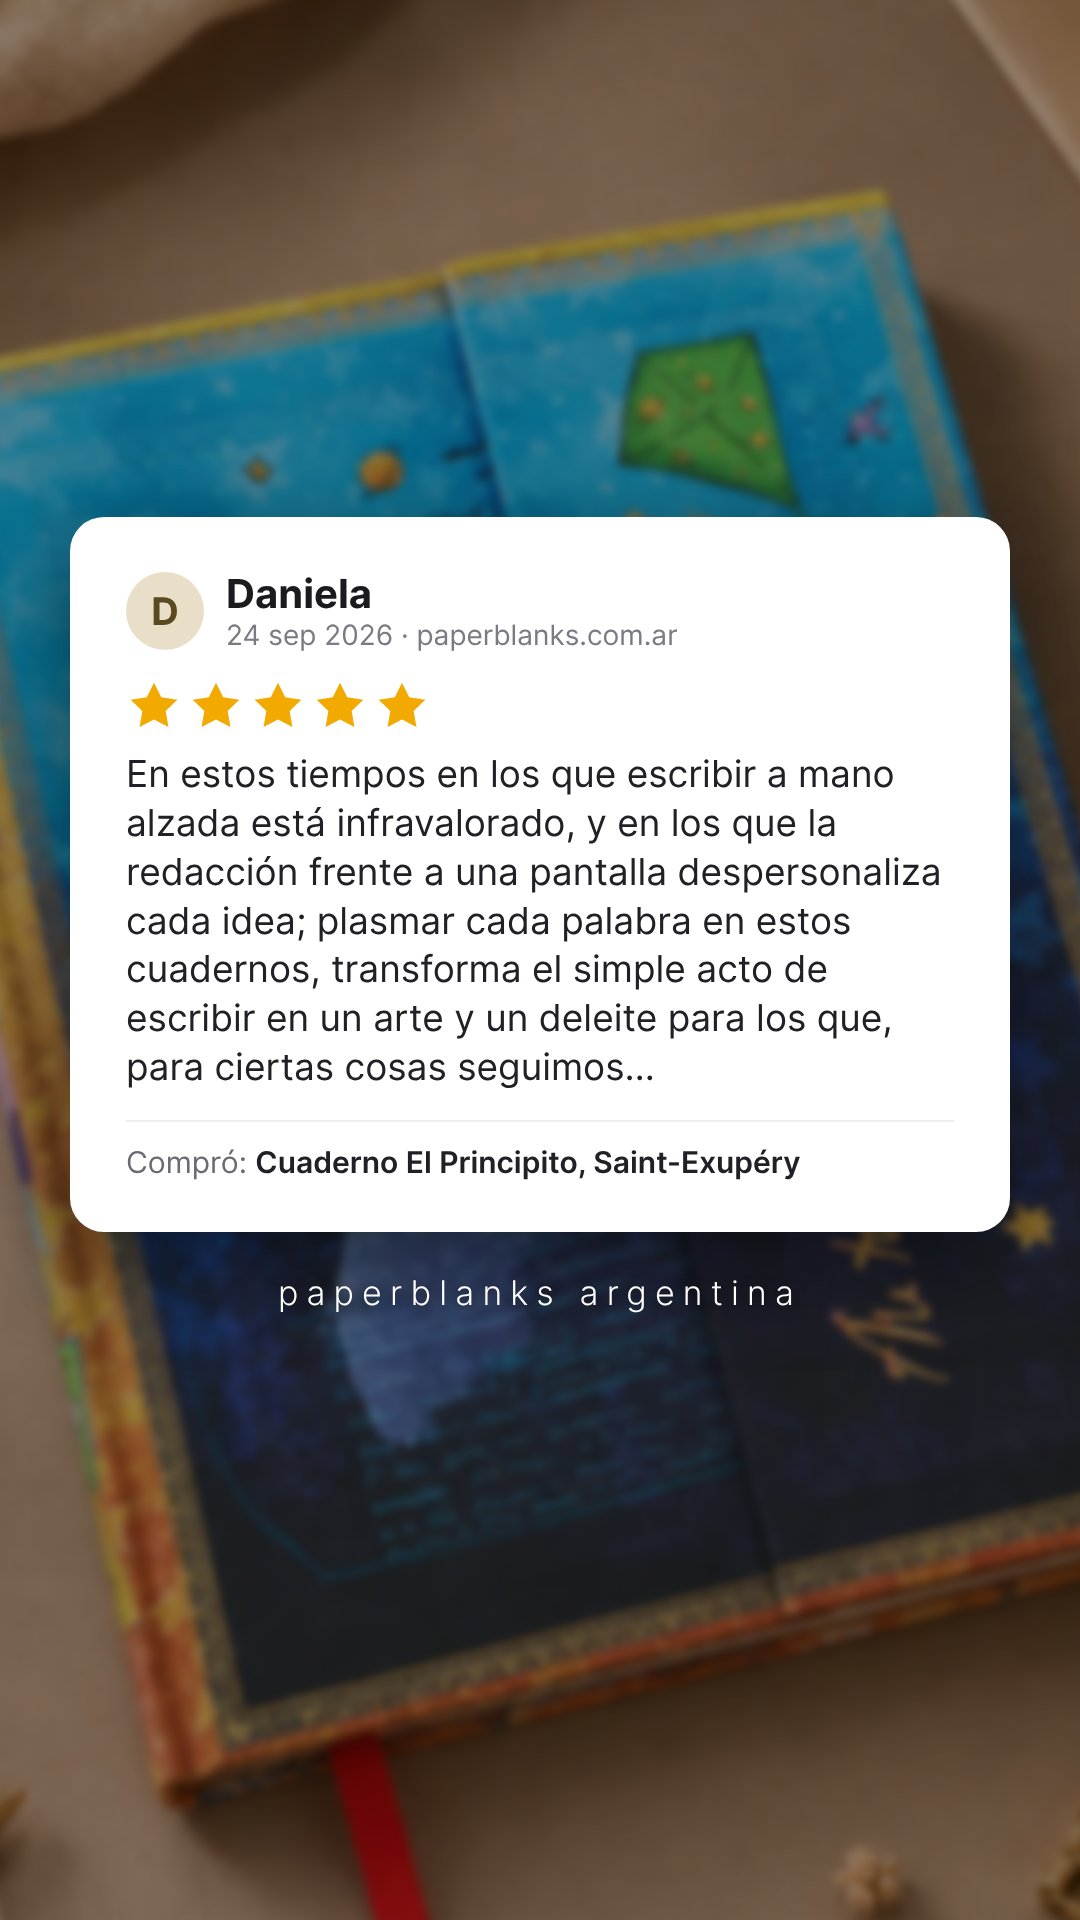 D
Daniela
24 sep 2026 · paperblanks.com.ar
En estos tiempos en los que escribir a mano
alzada está infravalorado, y en los que la
redacción frente a una pantalla despersonaliza
cada idea; plasmar cada palabra en estos
cuadernos, transforma el simple acto de
escribir en un arte y un deleite para los que,
para ciertas cosas seguimos...
Compró: Cuaderno El Principito, Saint-Exupéry
paperblanks argentina